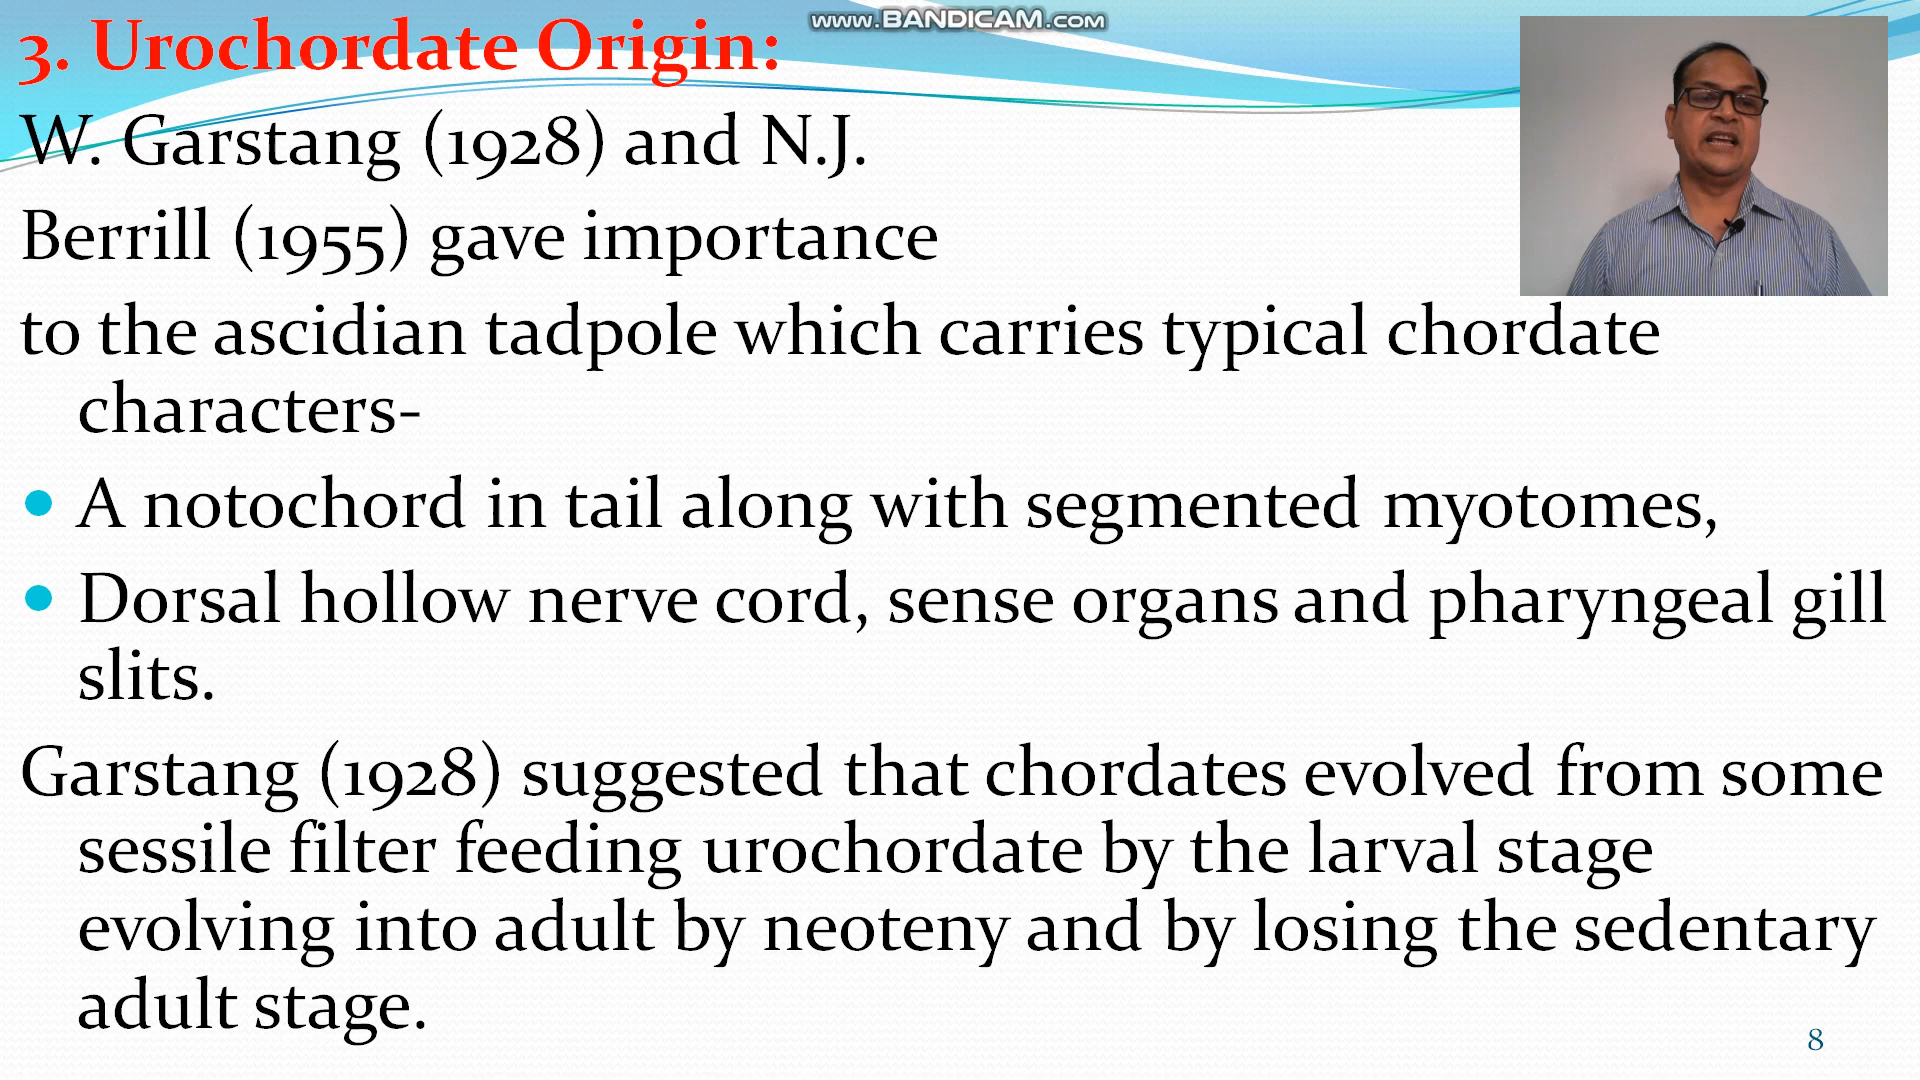 www.BANDICAM.com
3. Urochordate Origin:
W. Garstang (1928) and N.J.
Berrill (1955) gave importance
to the ascidian tadpole which carries typical chordate
characters-
• A notochord in tail along with segmented myotomes,
• Dorsal hollow nerve cord, sense organs and pharyngeal gill
slits.
Garstang (1928) suggested that chordates evolved from some
sessile filter feeding urochordate by the larval stage
evolving into adult by neoteny and by losing the sedentary
adult stage.
8